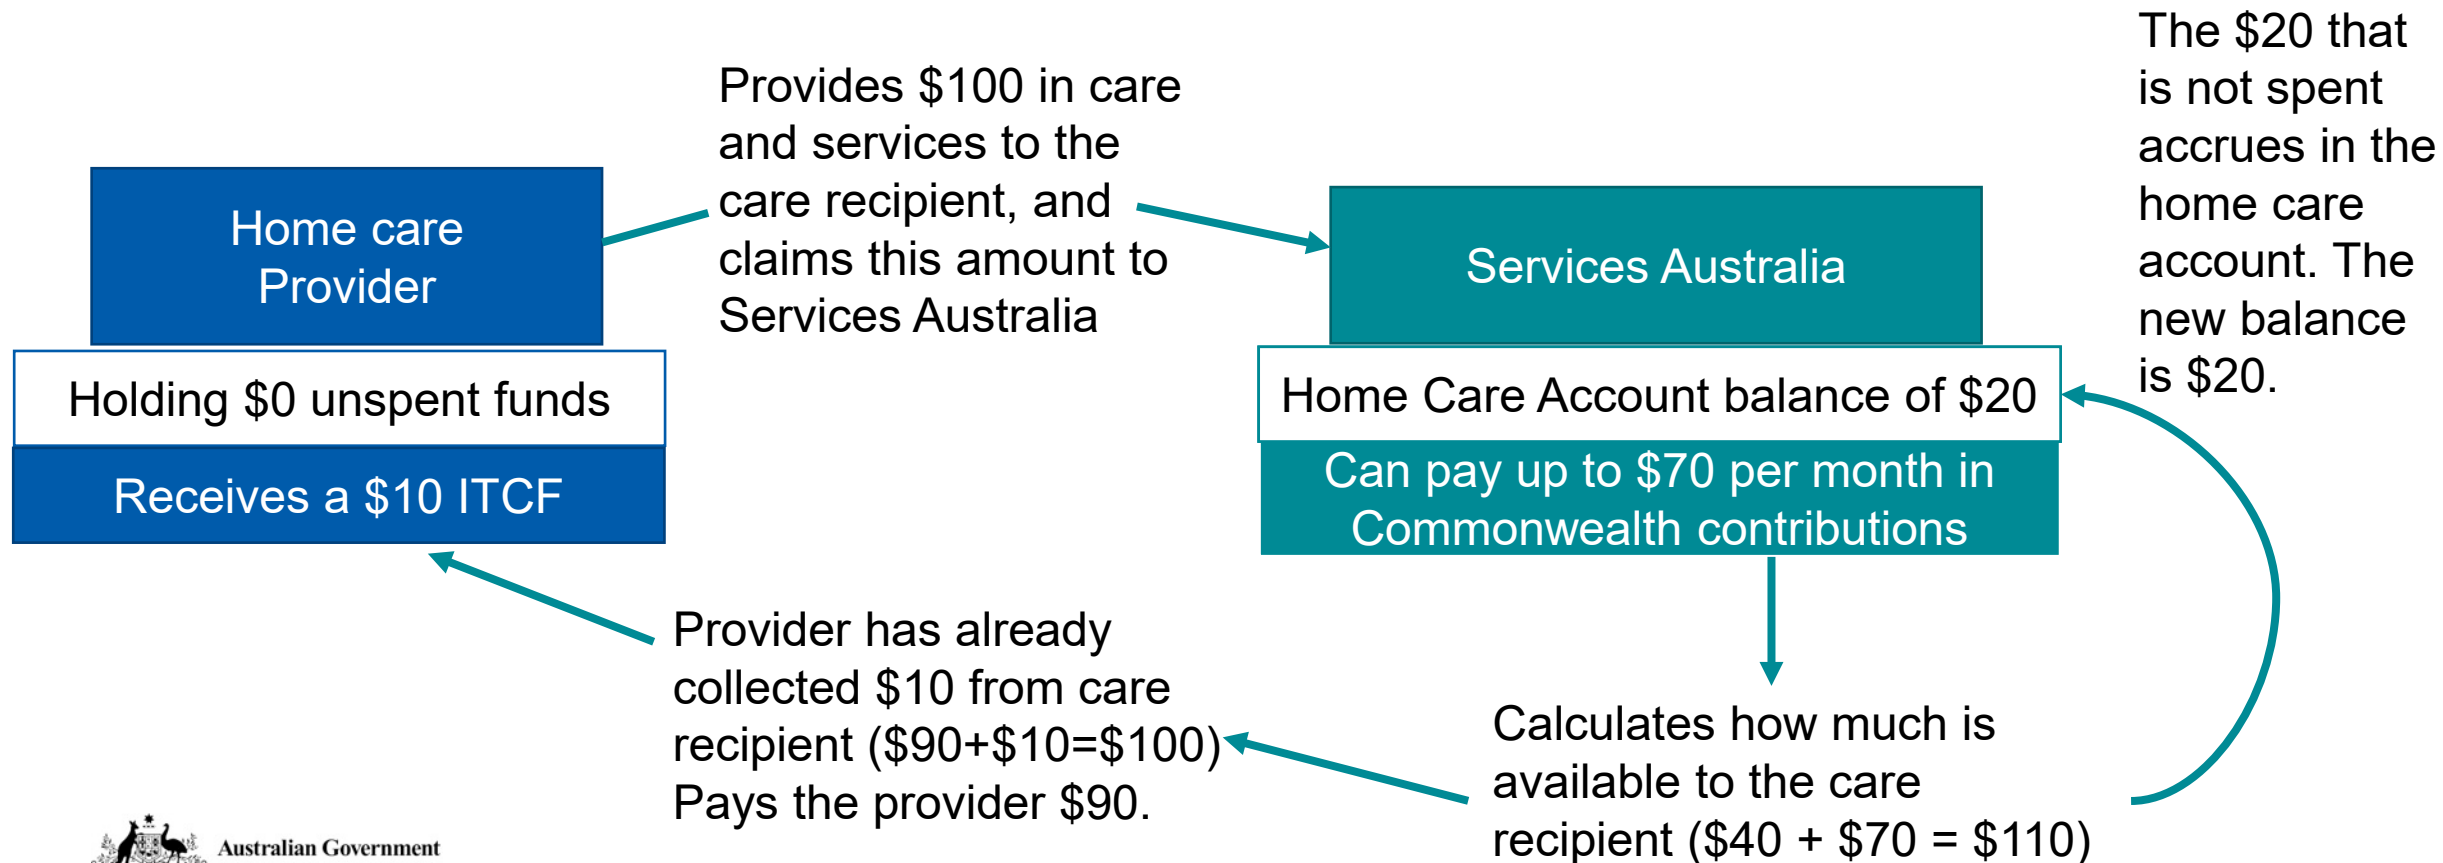 Home care
Provider
Holding $0 unspent funds
Receives a $10 ITCF
Provides $100 in care
and services to the
care recipient, and
claims this amount to
Services Australia
Services Australia
Home Care Account balance of $20
Can pay up to $70 per month in
Commonwealth contributions
The $20 that
is not spent
accrues in the
home care
account. The
new balance
is $20.
Calculates how much is
available to the care
recipient ($40 + $70 = $110)
Provider has already
collected $10 from care
recipient ($90+$10=$100)
Pays the provider $90.
Australian Government